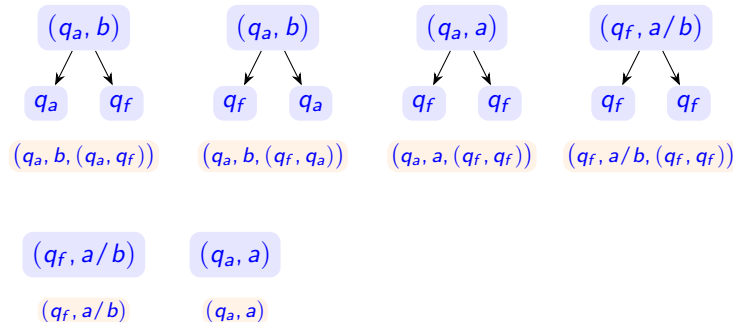 (q_a, b) (q_a, b) (q_a, a) (q_f, a/b)
q_a q_f q_f q_a q_f q_f q_f q_f
(q_a, b, (q_a, q_f)) (q_a, b, (q_f, q_a)) (q_a, a, (q_f, q_f)) (q_f, a/b, (q_f, q_f))
(q_f, a/b) (q_a, a)
(q_f, a/b) (q_a, a)